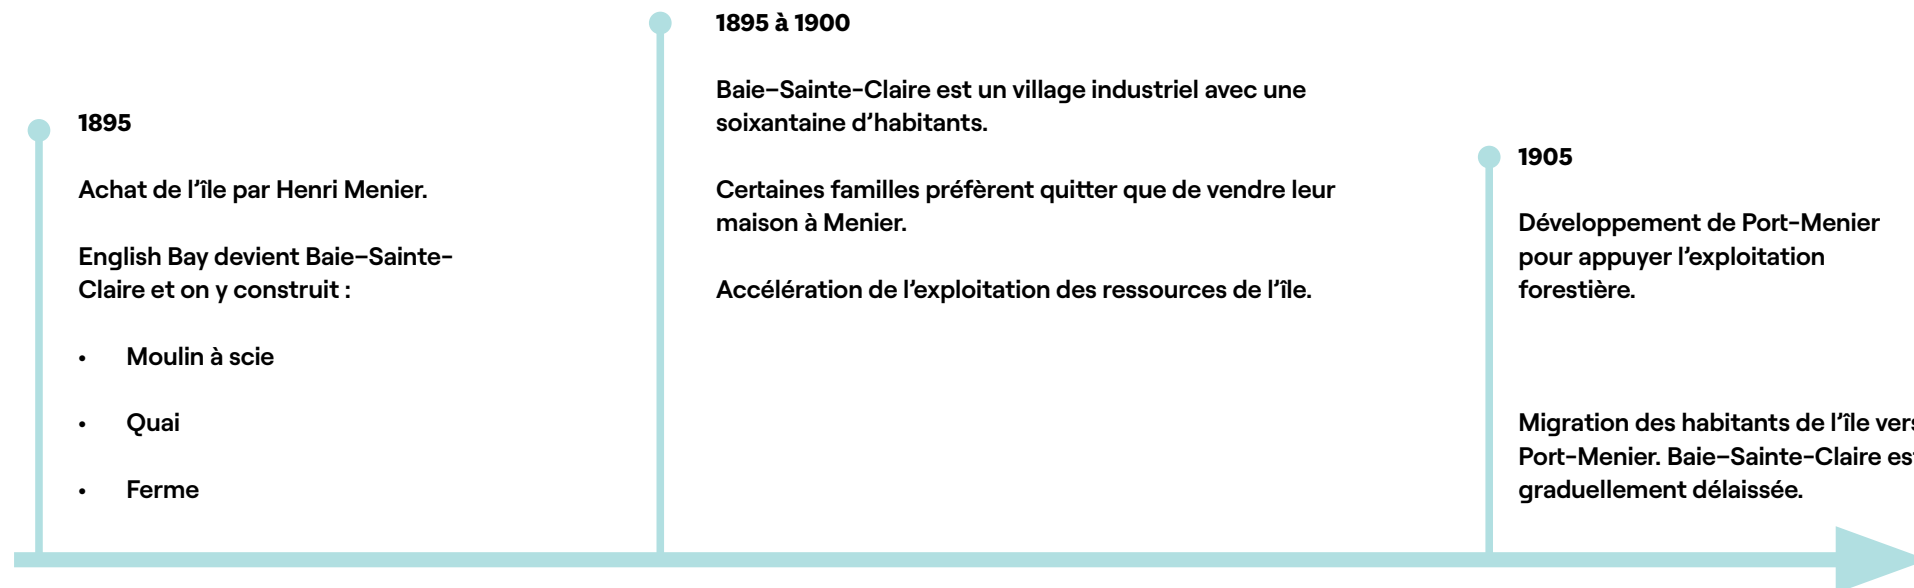 1895
Achat de l’île par Henri Menier.
English Bay devient Baie–Sainte-
Claire et on y construit :
• Moulin à scie
• Quai
• Ferme
1895 à 1900
Baie–Sainte-Claire est un village industriel avec une
soixantaine d’habitants.
Certaines familles préfèrent quitter que de vendre leur
maison à Menier.
Accélération de l’exploitation des ressources de l’île.
1905
Développement de Port-Menier
pour appuyer l’exploitation
forestière.
Migration des habitants de l’île vers
Port-Menier. Baie–Sainte-Claire est
graduellement délaissée.